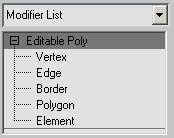 Modifier List
Editable Poly
Vertex
Edge
Border
Polygon
Element